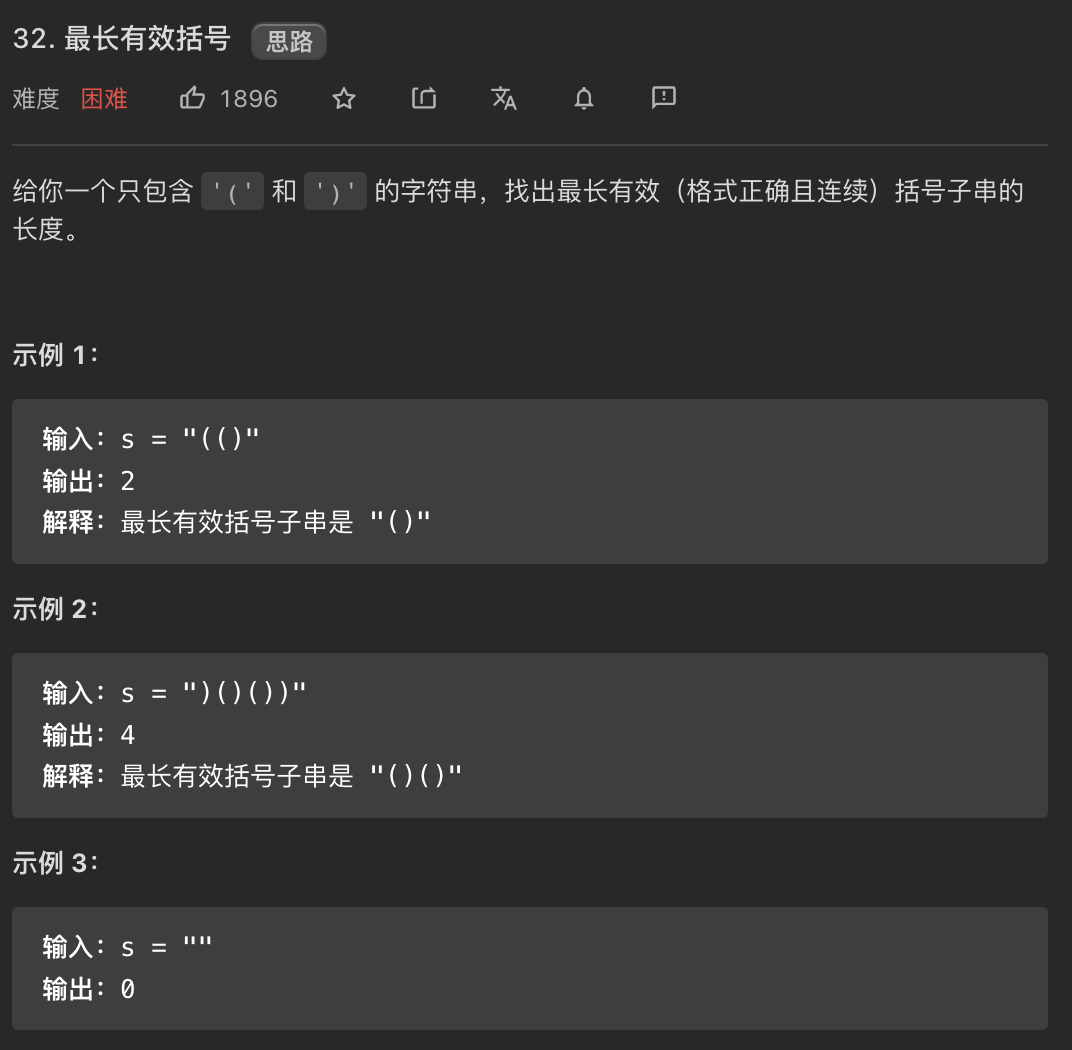 32. 最长有效括号 思路
难度 困难 1896
给你一个只包含 '(' 和 ')' 的字符串，找出最长有效（格式正确且连续）括号子串的
长度。
示例 1：
输入：s = "(()"
输出：2
解释：最长有效括号子串是 "()"
示例 2：
输入：s = ")()())"
输出：4
解释：最长有效括号子串是 "()()"
示例 3：
输入：s = ""
输出：0